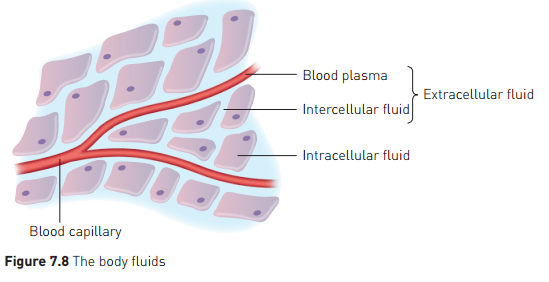 Blood plasma
Extracellular fluid
Intercellular fluid
Intracellular fluid
Blood capillary
Figure 7.8 The body fluids